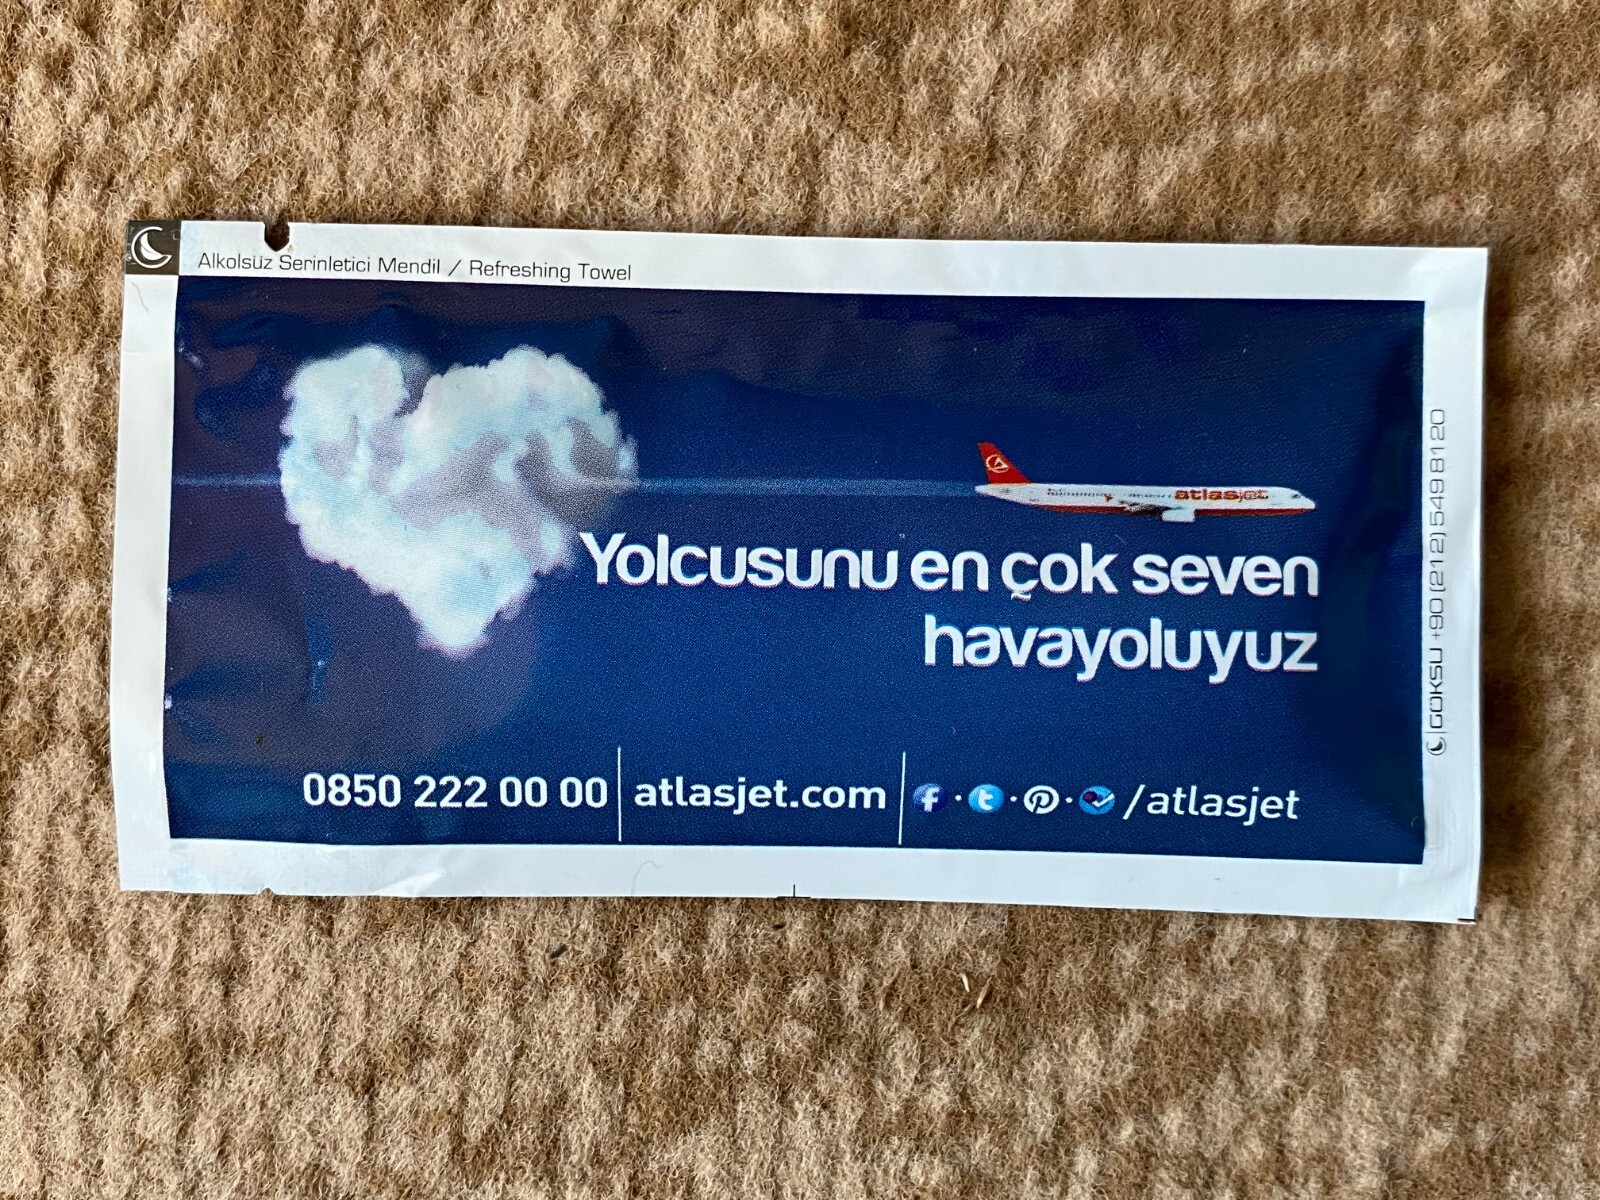 Alkolsüz Serinletici Mendil / Refreshing Towel
atlasjet
Yolcusunu en çok seven
havayoluyuz
0850 222 00 00
atlasjet.com
/atlasjet
GÖKSU +90 (212) 549 81 20